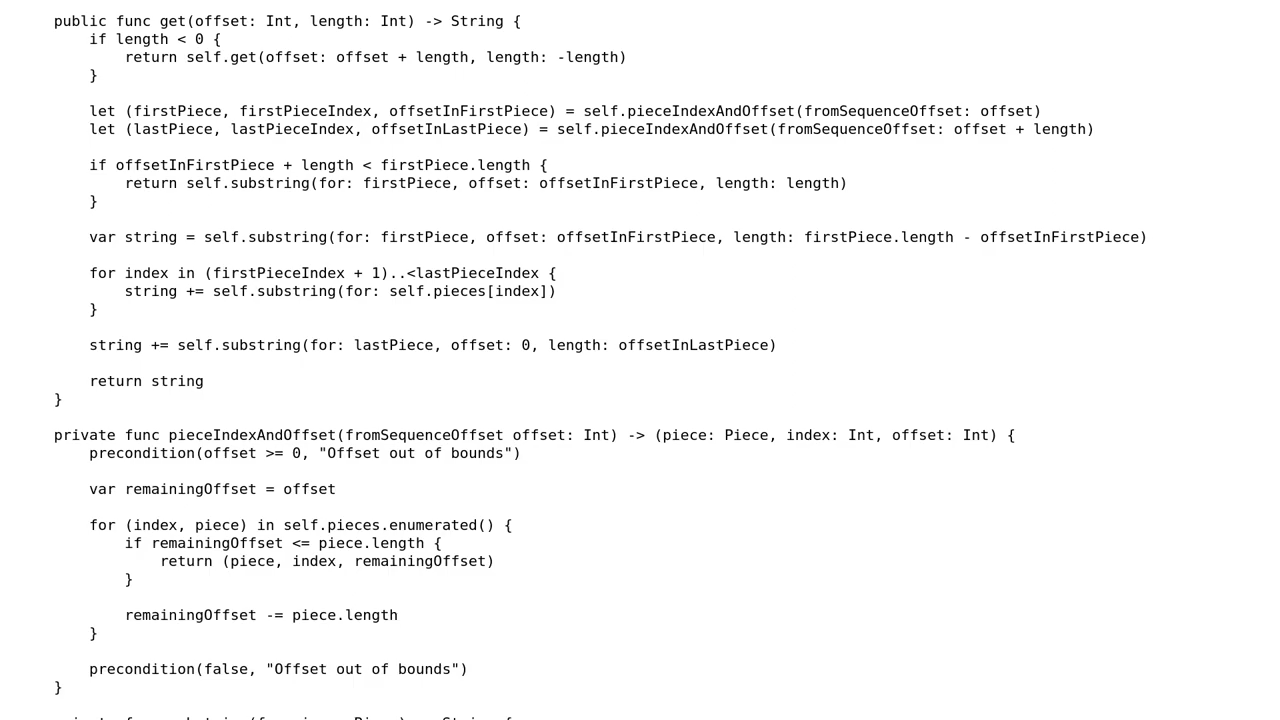 public func get(offset: Int, length: Int) -> String {
if length < 0 {
return self.get(offset: offset + length, length: -length)
}
let (firstPiece, firstPieceIndex, offsetInFirstPiece) = self.pieceIndexAndOffset(fromSequenceOffset: offset)
let (lastPiece, lastPieceIndex, offsetInLastPiece) = self.pieceIndexAndOffset(fromSequenceOffset: offset + length)
if offsetInFirstPiece + length < firstPiece.length {
return self.substring(for: firstPiece, offset: offsetInFirstPiece, length: length)
}
var string = self.substring(for: firstPiece, offset: offsetInFirstPiece, length: firstPiece.length - offsetInFirstPiece)
for index in (firstPieceIndex + 1)..<lastPieceIndex {
string += self.substring(for: self.pieces[index])
}
string += self.substring(for: lastPiece, offset: 0, length: offsetInLastPiece)
return string
}
private func pieceIndexAndOffset(fromSequenceOffset offset: Int) -> (piece: Piece, index: Int, offset: Int) {
precondition(offset >= 0, "Offset out of bounds")
var remainingOffset = offset
for (index, piece) in self.pieces.enumerated() {
if remainingOffset <= piece.length {
return (piece, index, remainingOffset)
}
remainingOffset -= piece.length
}
precondition(false, "Offset out of bounds")
}